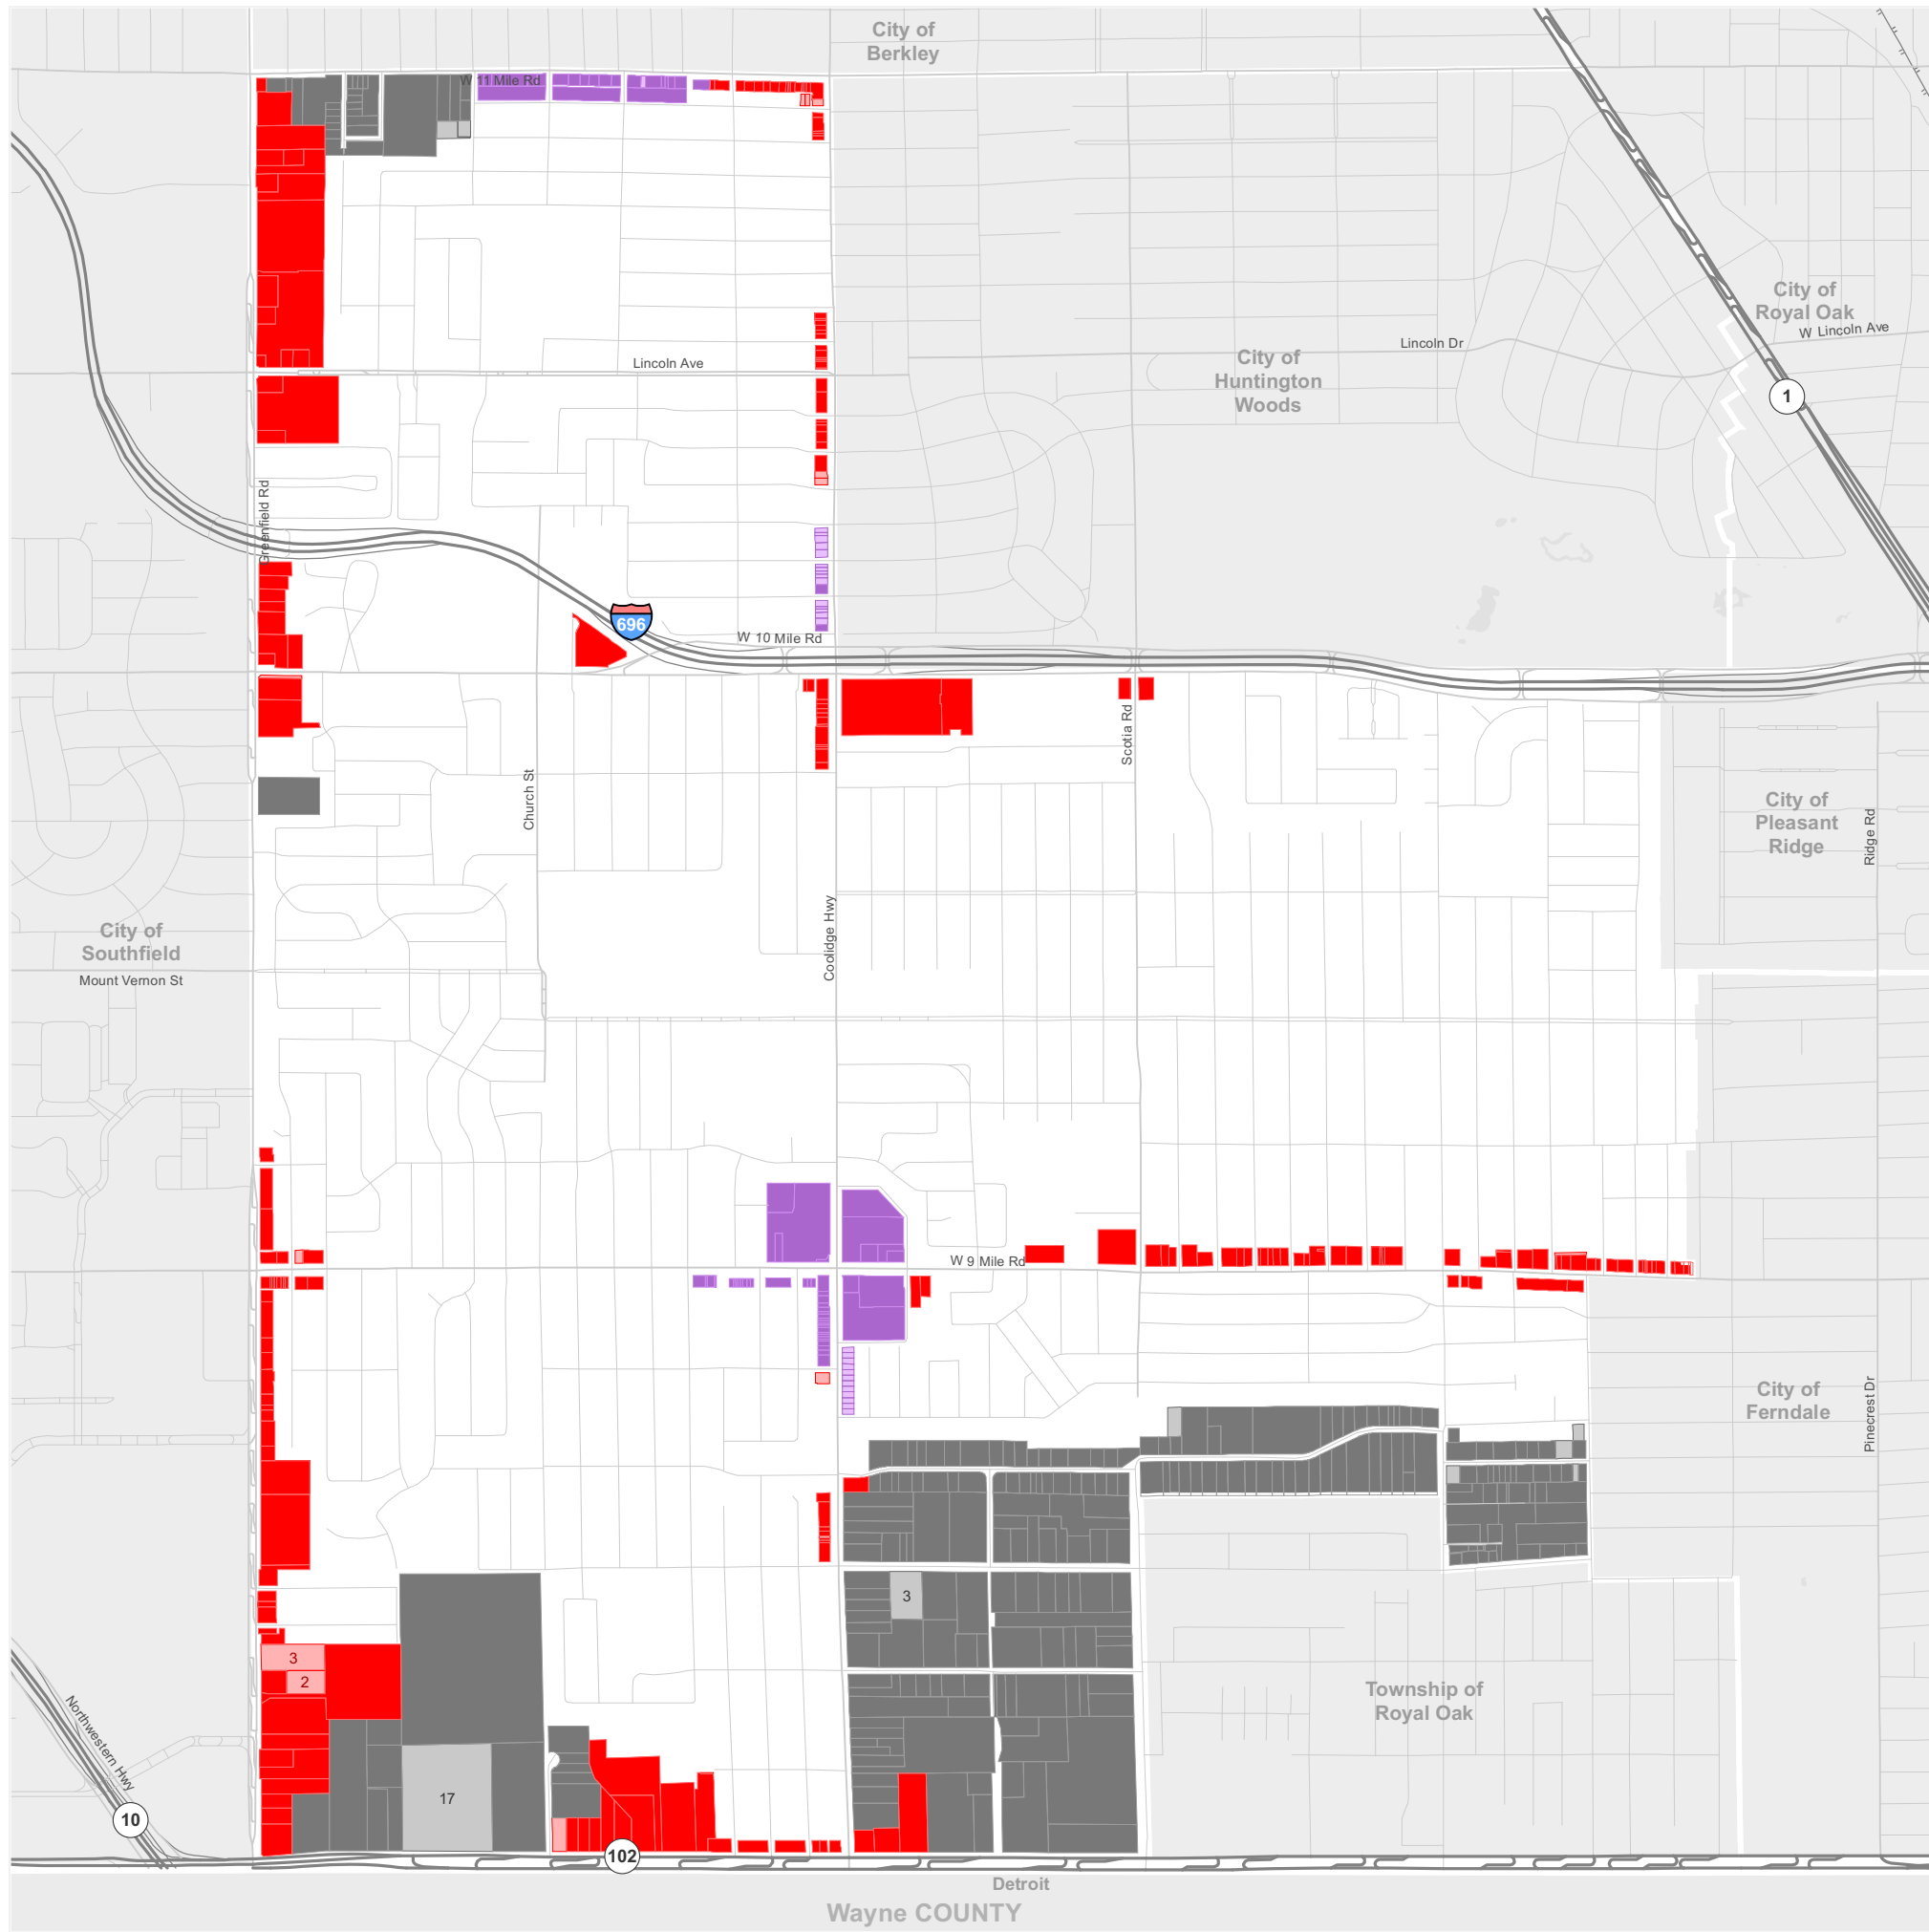 City of
Berkley
W 11 Mile Rd
City of
Royal Oak
W Lincoln Ave
Lincoln Dr
City of
Huntington
Woods
Lincoln Ave
1
Greenfield Rd
696
W 10 Mile Rd
Scotia Rd
Church St
City of
Pleasant
Ridge
Ridge Rd
Coolidge Hwy
City of
Southfield
Mount Vernon St
W 9 Mile Rd
City of
Ferndale
Pinecrest Dr
3
3
2
Township of
Royal Oak
Northwestern Hwy
17
10
102
Detroit
Wayne COUNTY